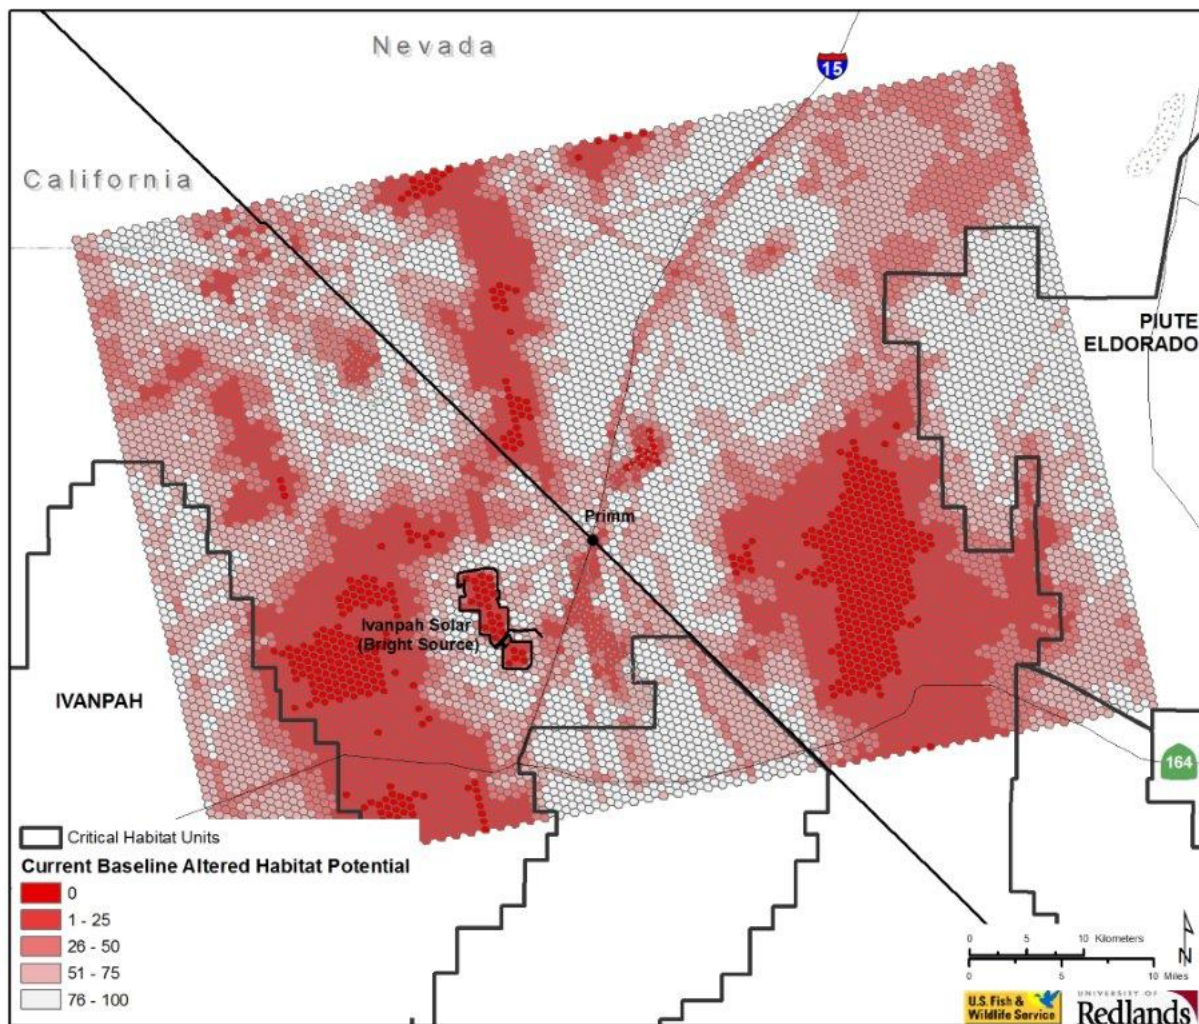 Nevada
15
California
PIUTE
ELDORADO
Primm
Ivanpah Solar
(Bright Source)
IVANPAH
164
Critical Habitat Units
Current Baseline Altered Habitat Potential
0
1 - 25
26 - 50
51 - 75
76 - 100
0 5 10 Kilometers
0 5 10 Miles
N
U.S. Fish &
Wildlife Service
UNIVERSITY OF
Redlands